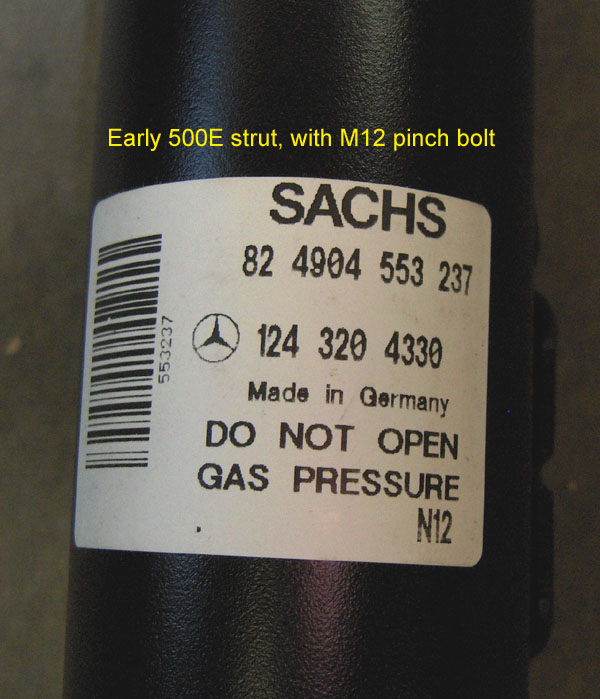 Early 500E strut, with M12 pinch bolt
SACHS
82 4904 553 237
553237
124 320 4330
Made in Germany
DO NOT OPEN
GAS PRESSURE
N12